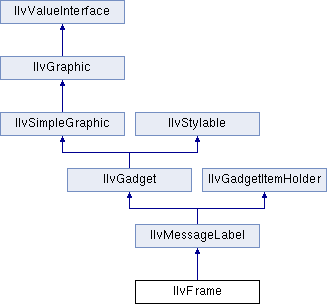 IlvValueInterface
IlvGraphic
IlvSimpleGraphic
IlvStylable
IlvGadget
IlvGadgetItemHolder
IlvMessageLabel
IlvFrame